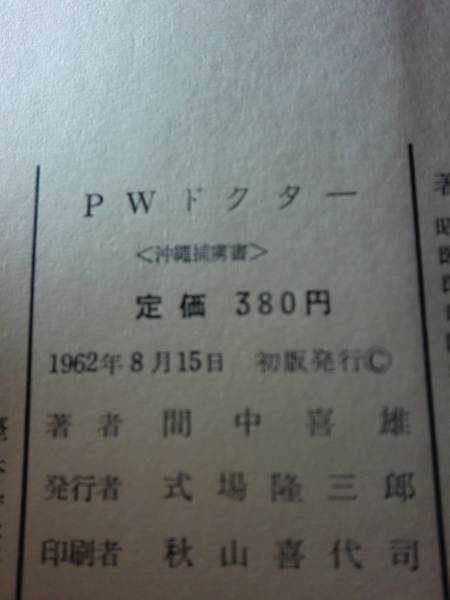 PWドクター
<沖縄捕虜書>
定価 380円
1962年8月15日 初版発行©
著者 間中喜雄
発行者 式場隆三郎
印刷者 秋山喜代司